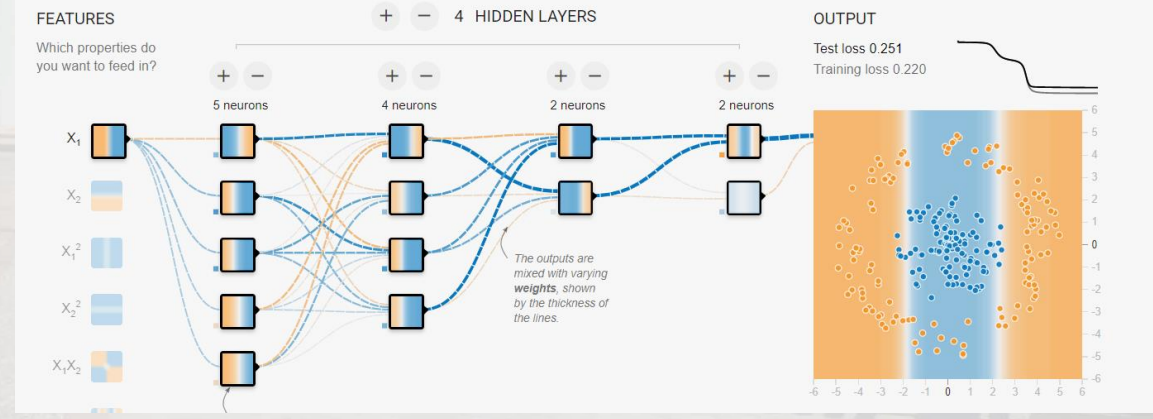 FEATURES
Which properties do
you want to feed in?
+ − 4 HIDDEN LAYERS
+ − + − + − + −
5 neurons 4 neurons 2 neurons 2 neurons
X₁
X₂
X₁²
X₂²
X₁X₂
The outputs are
mixed with varying
weights, shown
by the thickness of
the lines.
OUTPUT
Test loss 0.251
Training loss 0.220
6
5
4
3
2
1
0
-1
-2
-3
-4
-5
-6
-6 -5 -4 -3 -2 -1 0 1 2 3 4 5 6